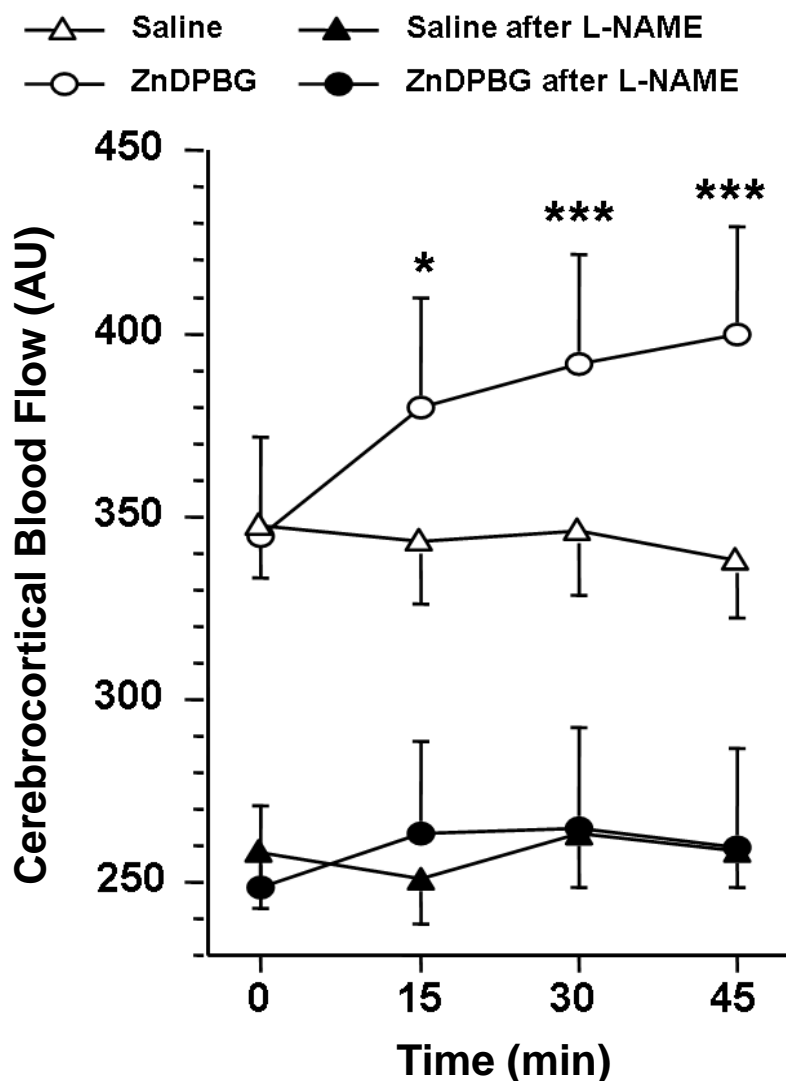 Saline Saline after L-NAME
ZnDPBG ZnDPBG after L-NAME
450
* *** ***
400
350
300
250
Cerebrocortical Blood Flow (AU)
0 15 30 45
Time (min)